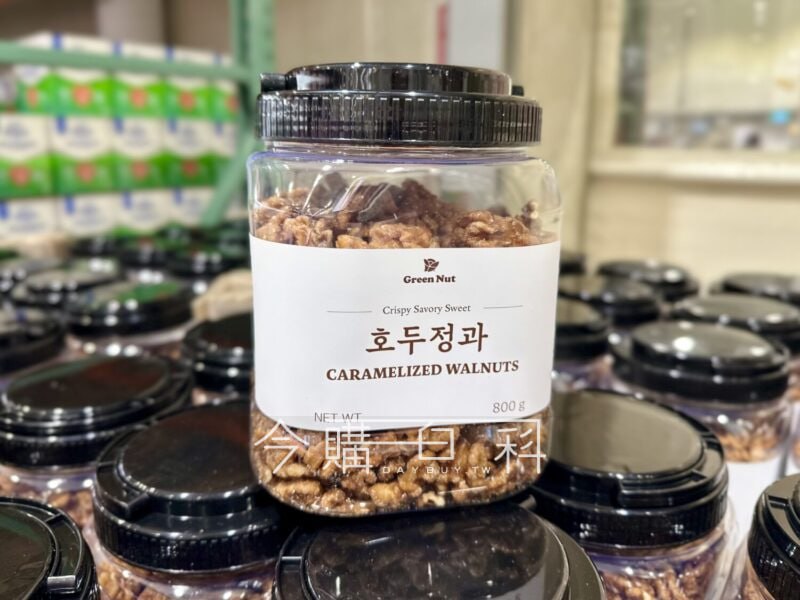 Green Nut
Crispy Savory Sweet
호두정과
CARAMELIZED WALNUTS
NET WT
800 g
今購百科
DAYBUY.TW